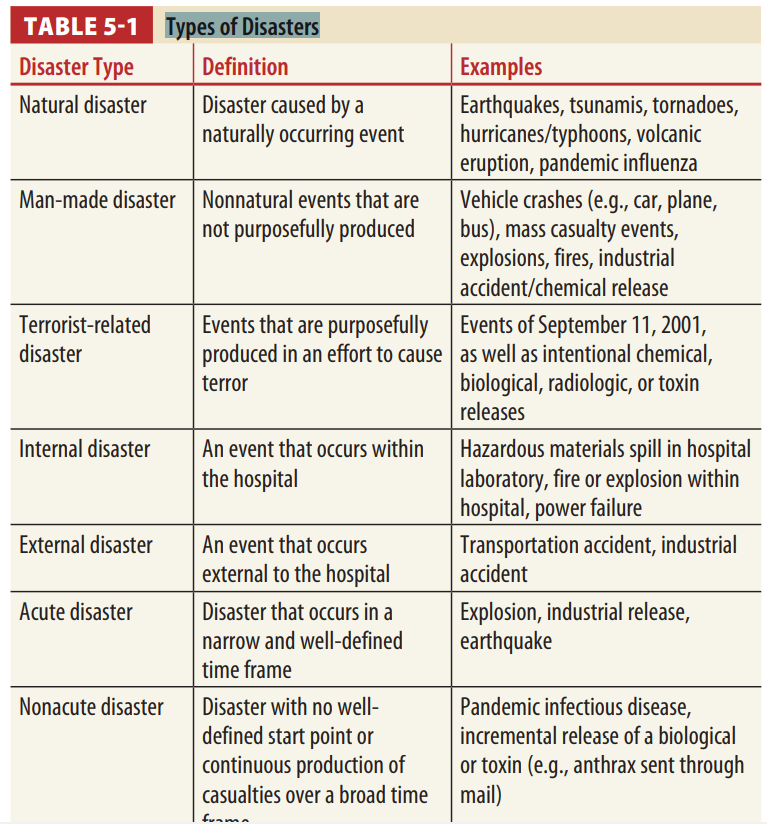 TABLE 5-1 Types of Disasters
Disaster Type Definition Examples
Natural disaster Disaster caused by a Earthquakes, tsunamis, tornadoes,
naturally occurring event hurricanes/typhoons, volcanic
eruption, pandemic influenza
Man-made disaster Nonnatural events that are Vehicle crashes (e.g., car, plane,
not purposefully produced bus), mass casualty events,
explosions, fires, industrial
accident/chemical release
Terrorist-related Events that are purposefully Events of September 11, 2001,
disaster produced in an effort to cause as well as intentional chemical,
terror biological, radiologic, or toxin
releases
Internal disaster An event that occurs within Hazardous materials spill in hospital
the hospital laboratory, fire or explosion within
hospital, power failure
External disaster An event that occurs Transportation accident, industrial
external to the hospital accident
Acute disaster Disaster that occurs in a Explosion, industrial release,
narrow and well-defined earthquake
time frame
Nonacute disaster Disaster with no well- Pandemic infectious disease,
defined start point or incremental release of a biological
continuous production of or toxin (e.g., anthrax sent through
casualties over a broad time mail)
frame